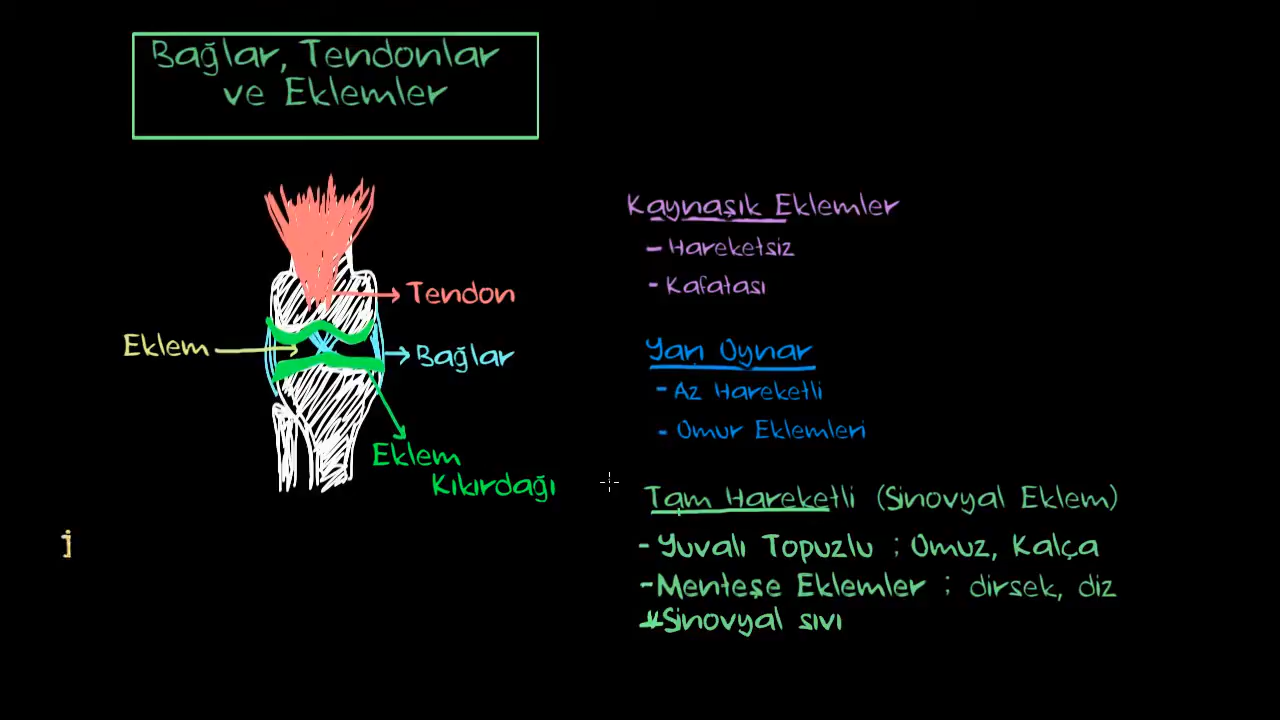 Bağlar, Tendonlar
ve Eklemler
Tendon
Eklem
Bağlar
Eklem
Kıkırdağı
j
Kaynaşık Eklemler
- Hareketsiz
- Kafatası
Yarı Oynar
- Az Hareketli
- Omur Eklemleri
Tam Hareketli (Sinovyal Eklem)
- Yuvalı Topuzlu ; Omuz, Kalça
- Menteşe Eklemler ; dirsek, diz
* Sinovyal sıvı